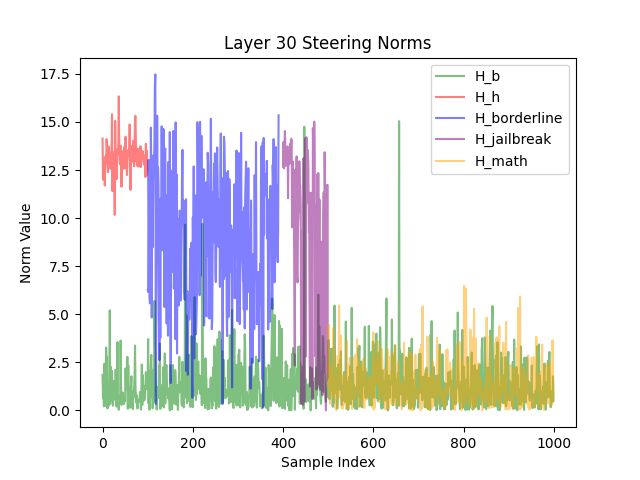 Layer 30 Steering Norms
17.5
15.0
12.5
10.0
7.5
5.0
2.5
0.0
Norm Value
H_b
H_h
H_borderline
H_jailbreak
H_math
0 200 400 600 800 1000
Sample Index